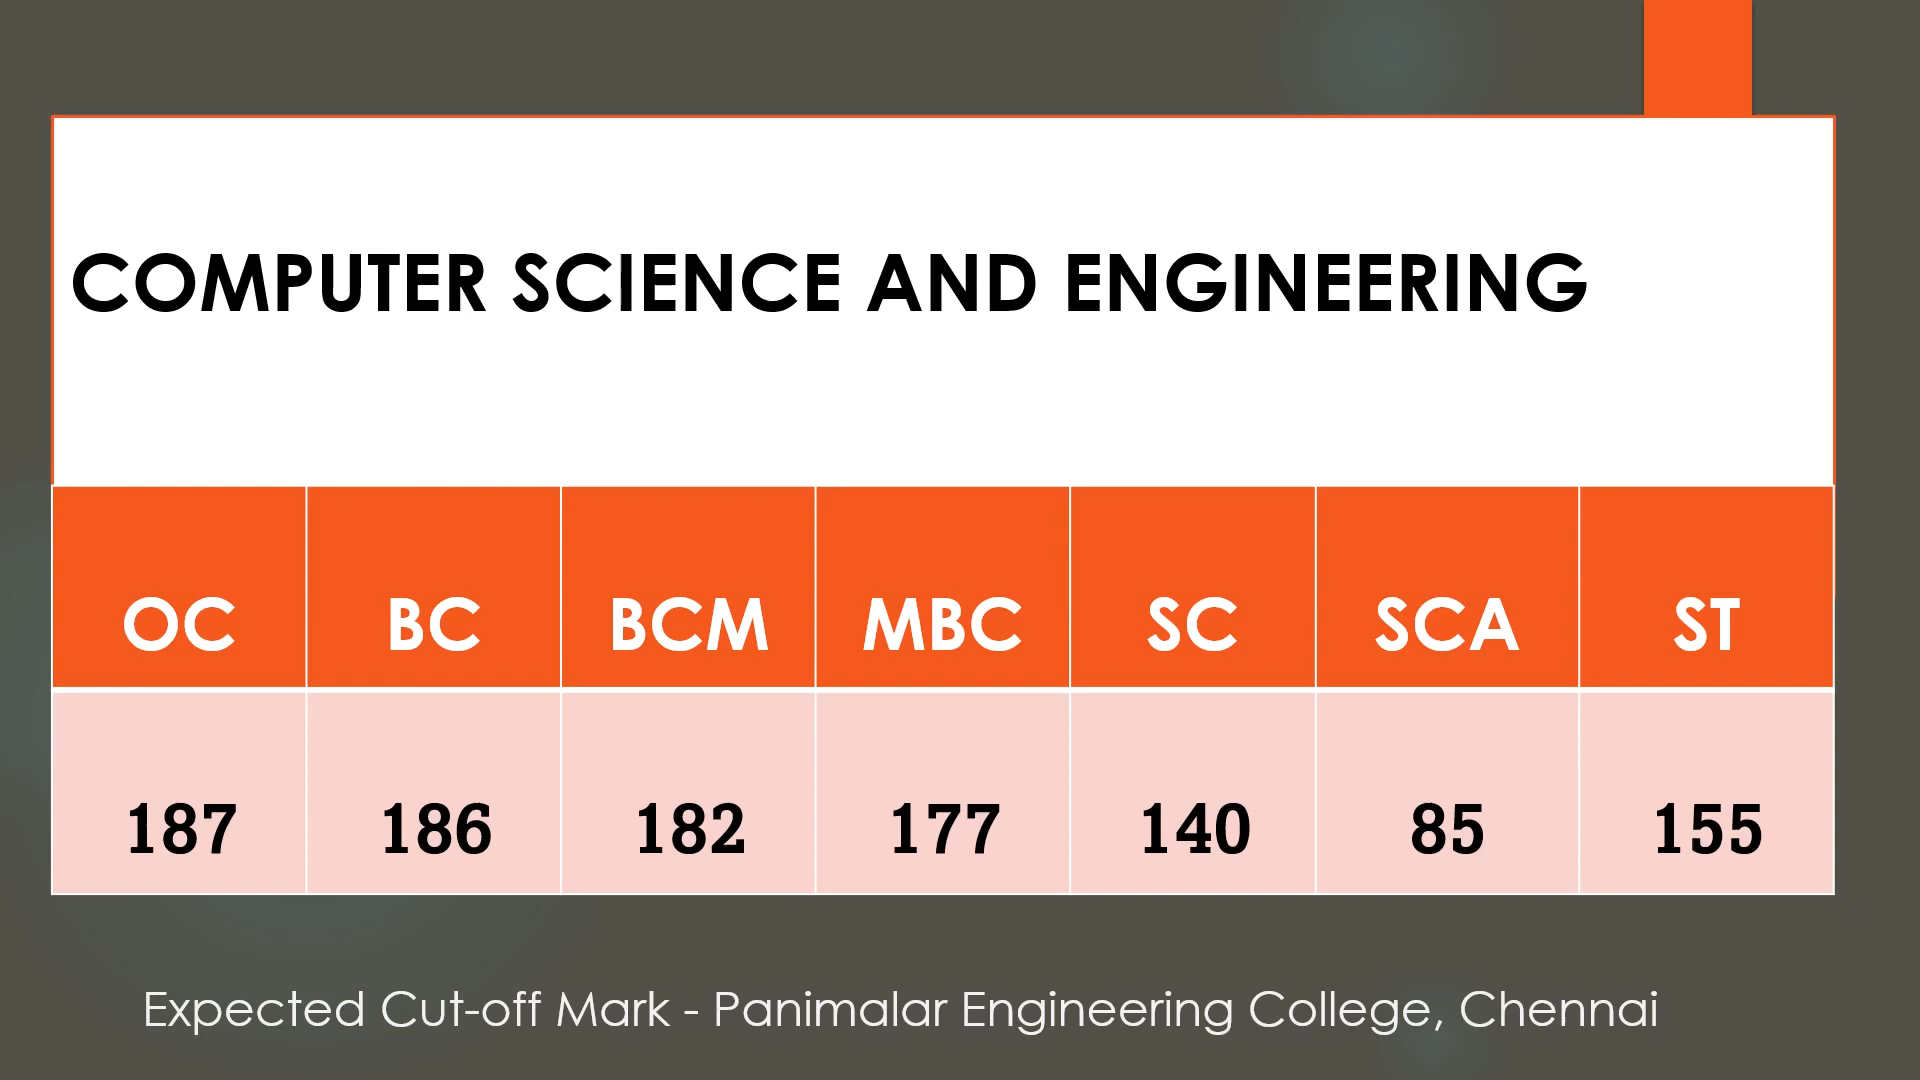 COMPUTER SCIENCE AND ENGINEERING
OC BC BCM MBC SC SCA ST
187 186 182 177 140 85 155
Expected Cut-off Mark - Panimalar Engineering College, Chennai